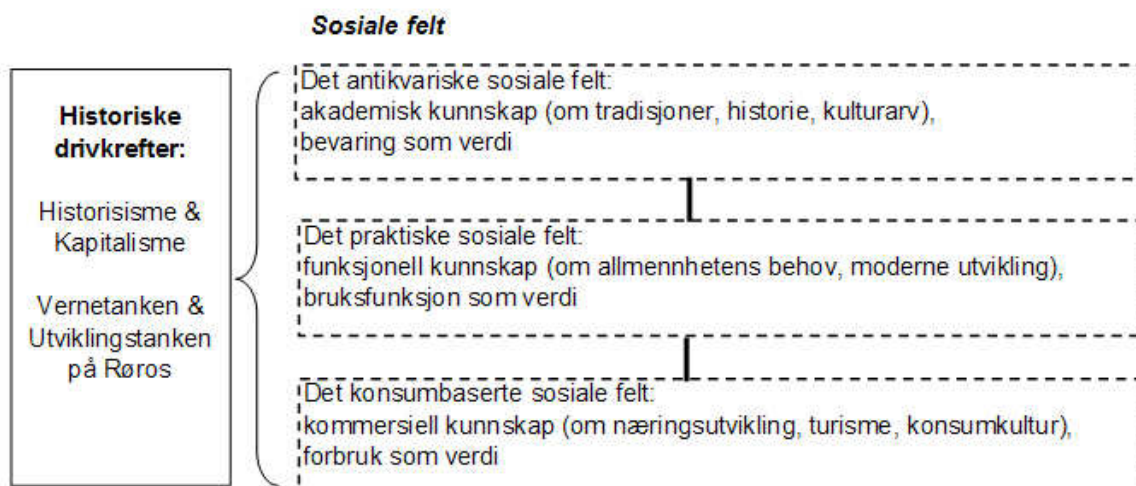 Sosiale felt
Historiske
drivkrefter:
Historisisme &
Kapitalisme
Vernetanken &
Utviklingstanken
på Røros
Det antikvariske sosiale felt:
akademisk kunnskap (om tradisjoner, historie, kulturarv),
bevaring som verdi
Det praktiske sosiale felt:
funksjonell kunnskap (om allmennhetens behov, moderne utvikling),
bruksfunksjon som verdi
Det konsumbaserte sosiale felt:
kommersiell kunnskap (om næringsutvikling, turisme, konsumkultur),
forbruk som verdi